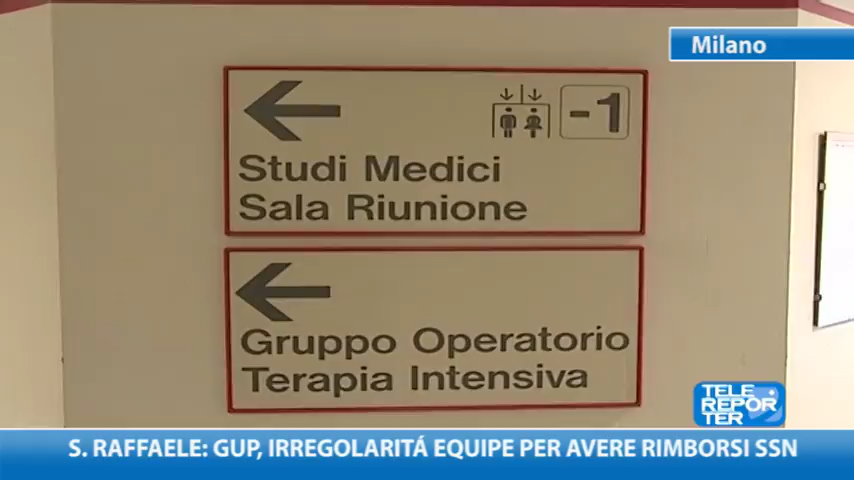 Milano
-1
Studi Medici
Sala Riunione
Gruppo Operatorio
Terapia Intensiva
TELE
REPOR
TER
S. RAFFAELE: GUP, IRREGOLARITÁ EQUIPE PER AVERE RIMBORSI SSN